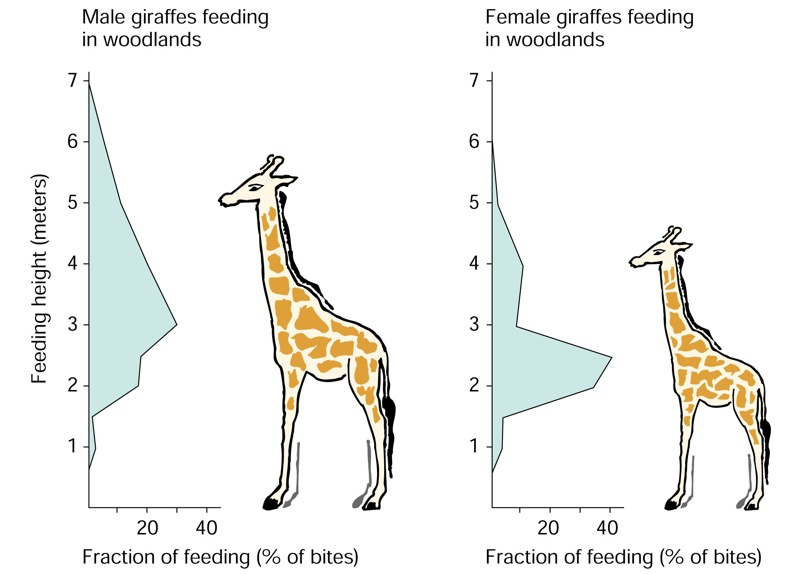 Male giraffes feeding
in woodlands
7
6
5
4
3
2
1
Feeding height (meters)
20 40
Fraction of feeding (% of bites)
Female giraffes feeding
in woodlands
7
6
5
4
3
2
1
20 40
Fraction of feeding (% of bites)